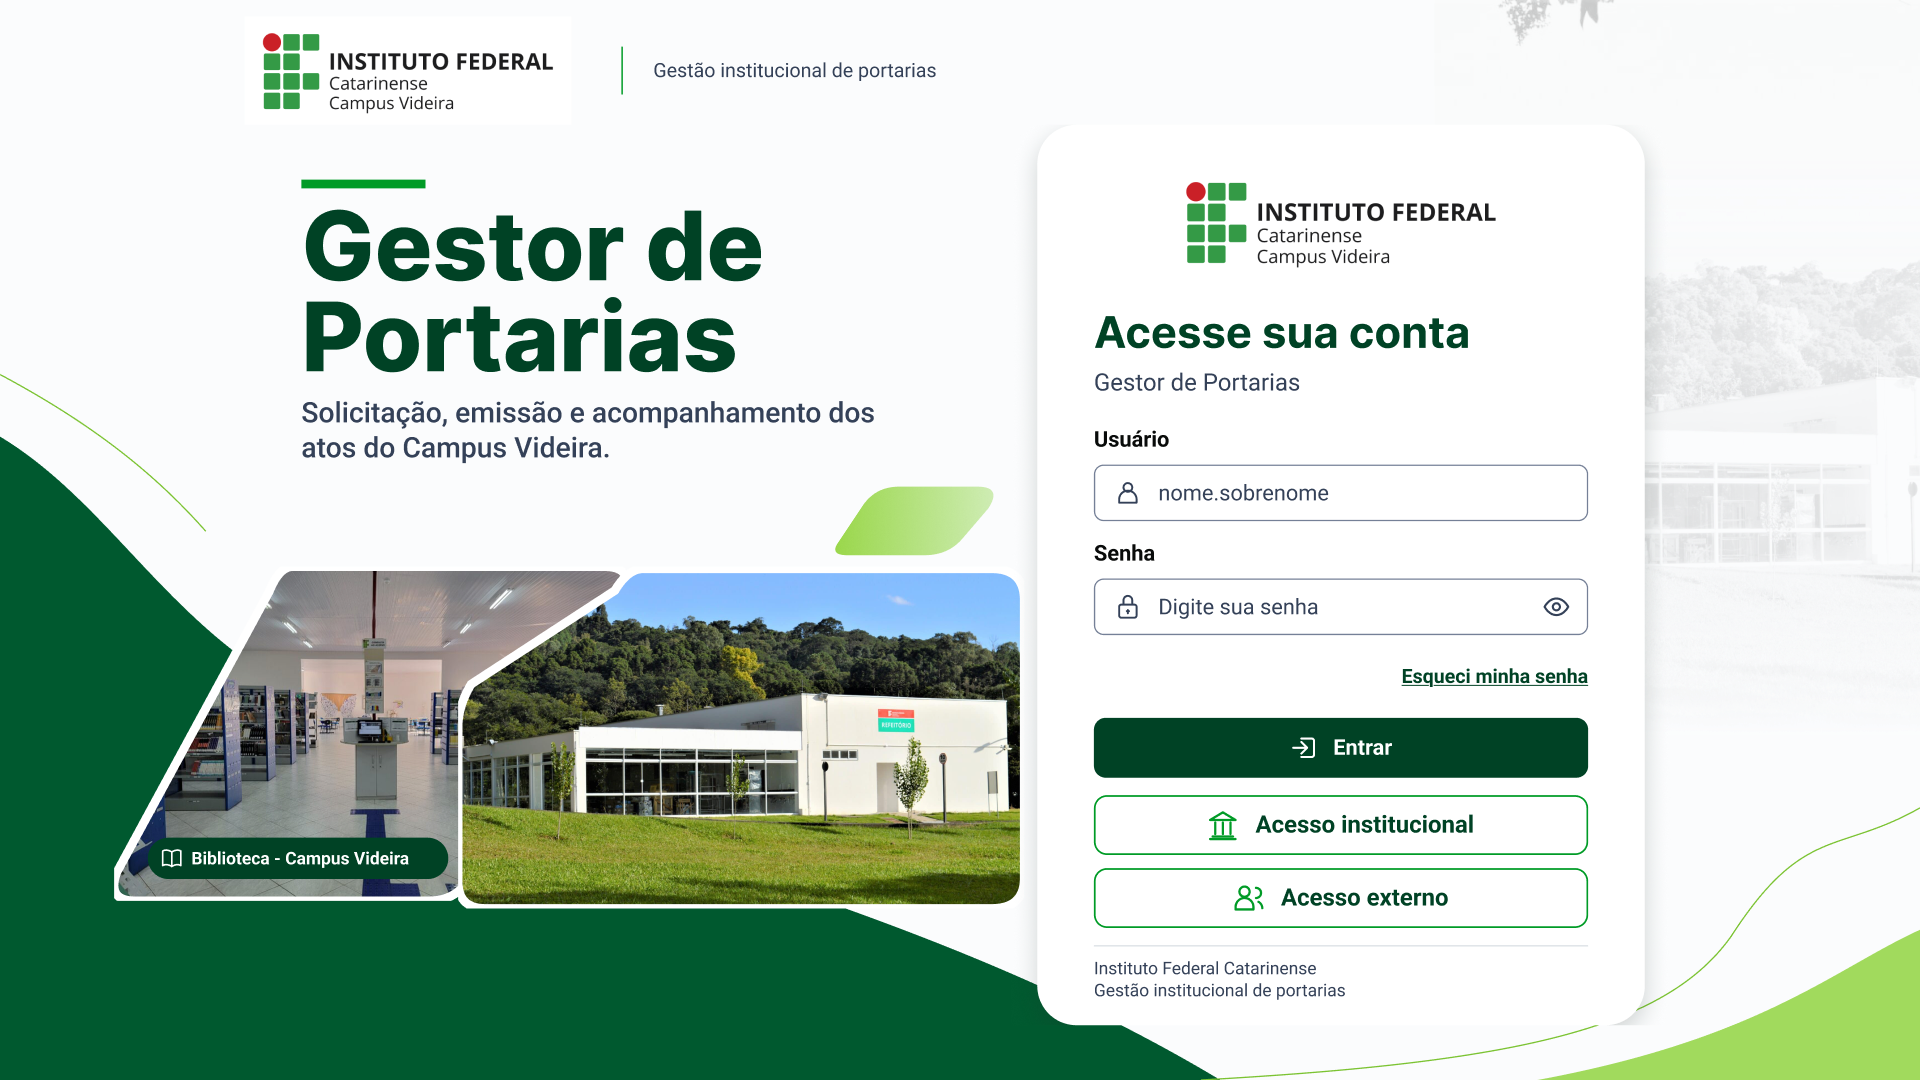 INSTITUTO FEDERAL
Catarinense
Campus Videira
Gestão institucional de portarias
Gestor de
Portarias
Solicitação, emissão e acompanhamento dos
atos do Campus Videira.
REFEITÓRIO
Biblioteca - Campus Videira
INSTITUTO FEDERAL
Catarinense
Campus Videira
Acesse sua conta
Gestor de Portarias
Usuário
nome.sobrenome
Senha
Digite sua senha
Esqueci minha senha
Entrar
Acesso institucional
Acesso externo
Instituto Federal Catarinense
Gestão institucional de portarias